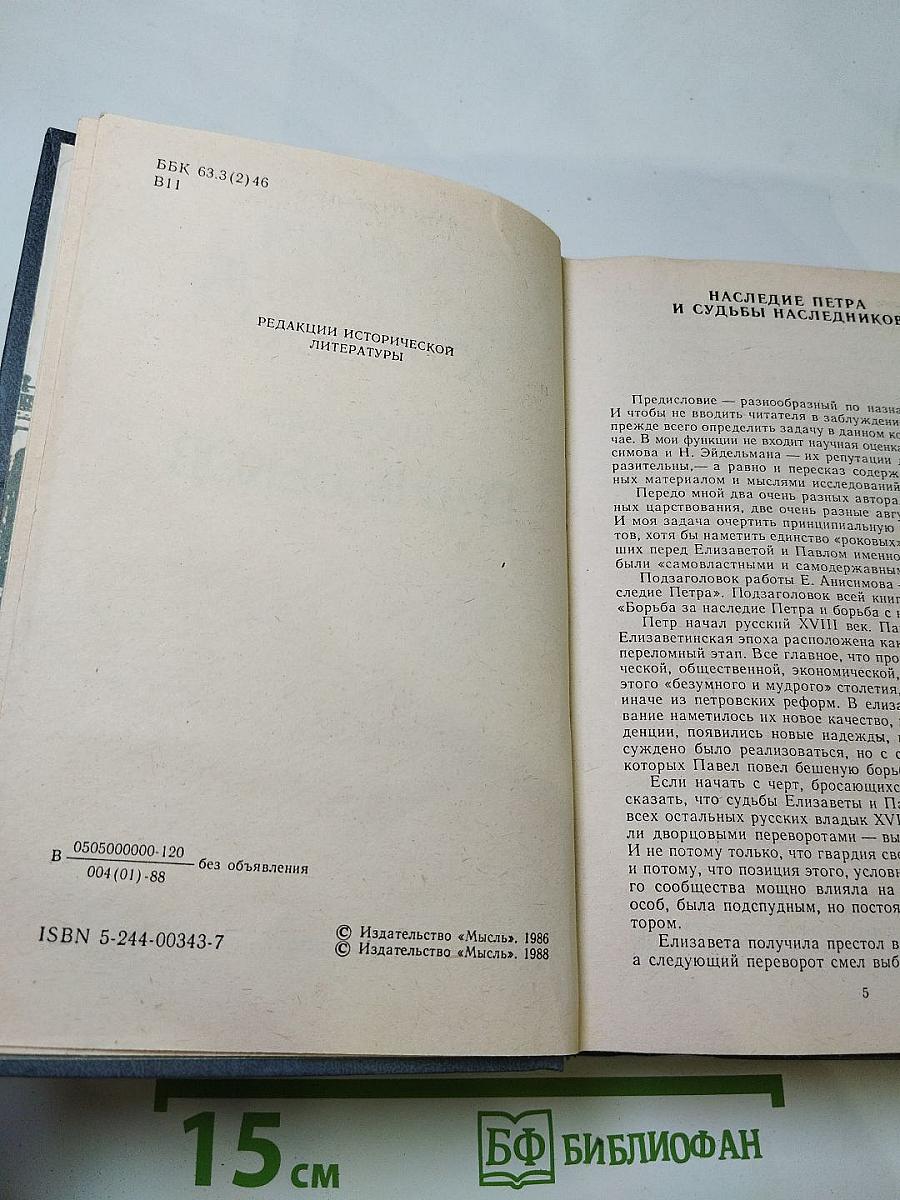 ББК 63.3(2)46
В11
РЕДАКЦИИ ИСТОРИЧЕСКОЙ
ЛИТЕРАТУРЫ
В 0505000000-120 без объявления
004(01)-88
ISBN 5-244-00343-7
© Издательство «Мысль». 1986
© Издательство «Мысль». 1988
НАСЛЕДИЕ ПЕТРА
И СУДЬБЫ НАСЛЕДНИКОВ
Предисловие — разнообразный по назна
И чтобы не вводить читателя в заблуждени
прежде всего определить задачу в данном ко
чае. В мои функции не входит научная оценка
симова и Н. Эйдельмана — их репутации д
разительны,— а равно и пересказ содерж
ных материалом и мыслями исследований
Передо мной два очень разных автора,
ных царствования, две очень разные авгу
И моя задача очертить принципиальную
тов, хотя бы наметить единство «роковых»
ших перед Елизаветой и Павлом именно
были «самовластными и самодержавным
Подзаголовок работы Е. Анисимова —
следие Петра». Подзаголовок всей книг
«Борьба за наследие Петра и борьба с н
Петр начал русский XVIII век. Па
Елизаветинская эпоха расположена как
переломный этап. Все главное, что про
ческой, общественной, экономической,
этого «безумного и мудрого» столетия,
иначе из петровских реформ. В елиза
вание наметилось их новое качество,
денции, появились новые надежды,
суждено было реализоваться, но с
которых Павел повел бешеную борьб
Если начать с черт, бросающихс
сказать, что судьбы Елизаветы и Па
всех остальных русских владык XVI
ли дворцовыми переворотами — вы
И не потому только, что гвардия све
и потому, что позиция этого, условн
го сообщества мощно влияла на
особ, была подспудным, но постоя
тором.
Елизавета получила престол в
а следующий переворот смел выб
5
15 см
БФ БИБЛИОФАН